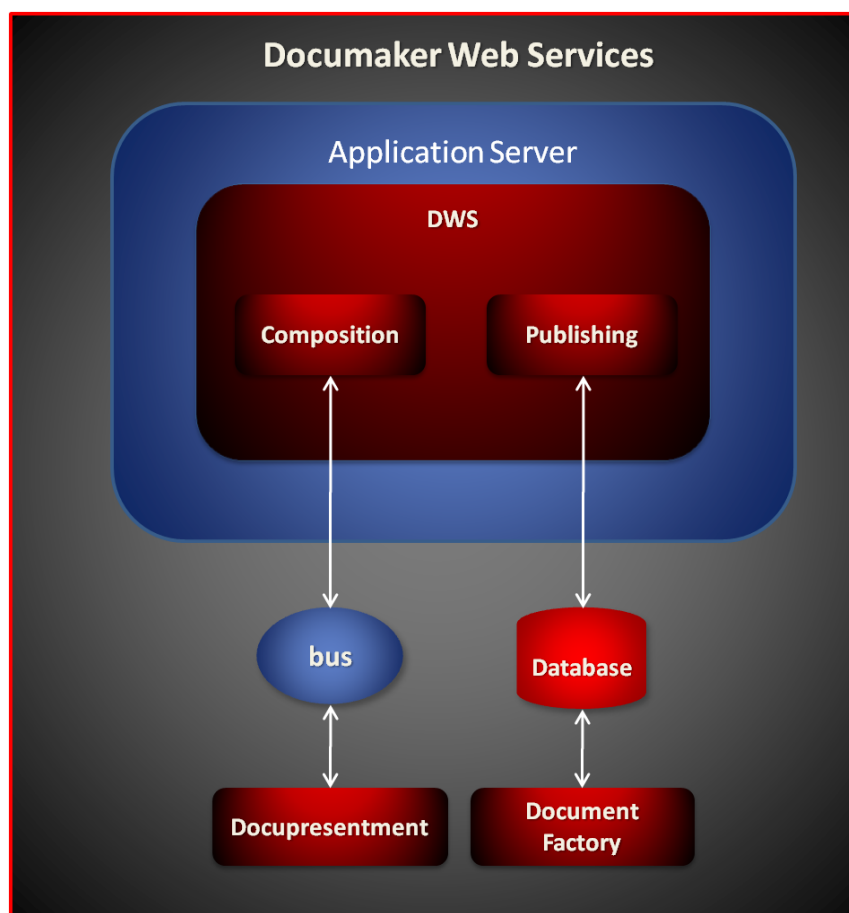 Documaker Web Services
Application Server
DWS
Composition
Publishing
bus
Database
Docupresentment
Document
Factory